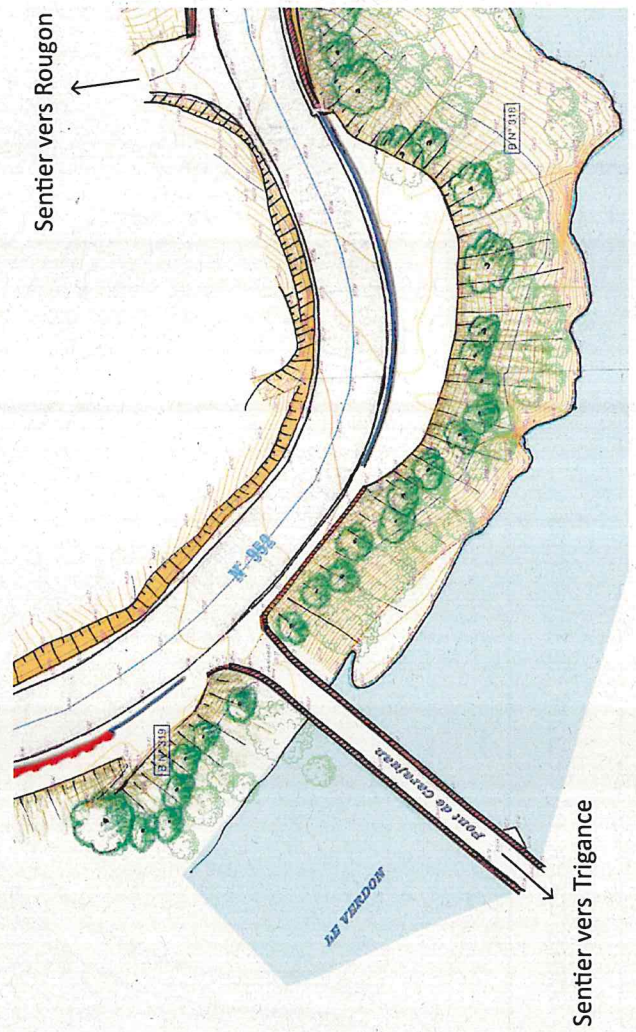 Sentier vers Rougon
B N° 318
N-952
B N° 319
Pont de Carajuan
LE VERDON
Sentier vers Trigance